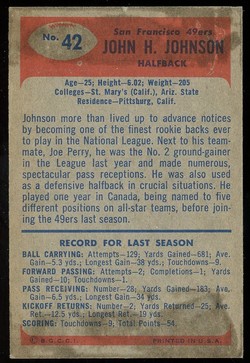 No. 42
San Francisco 49ers
JOHN H. JOHNSON
HALFBACK
Age—25; Height—6.02; Weight—205
Colleges—St. Mary's (Calif.), Ariz. State
Residence—Pittsburg, Calif.
Johnson more than lived up to advance notices
by becoming one of the finest rookie backs ever
to play in the National League. Next to his team-
mate, Joe Perry, he was the No. 2 ground-gainer
in the League last year and made numerous,
spectacular pass receptions. He was also used
as a defensive halfback in crucial situations. He
played one year in Canada, being named to five
different positions on all-star teams, before join-
ing the 49ers last season.
RECORD FOR LAST SEASON
BALL CARRYING: Attempts—129; Yards Gained—681; Ave.
Gain—5.3 yds.; Longest Gain—38 yds.; Touchdowns—9.
FORWARD PASSING: Attempts—2; Completions—1; Yards
Gained—10; Touchdowns—1.
PASS RECEIVING: Number—28; Yards Gained—183; Ave.
Gain—6.5 yds.; Longest Gain—34 yds.
KICKOFF RETURNS: Number—2; Yards Returned—25; Ave.
Ret.—12.5 yds.; Longest Ret.—19 yds.
SCORING: Touchdowns—9; Total Points—54.
© B.G.C.I.
PRINTED IN U.S.A.